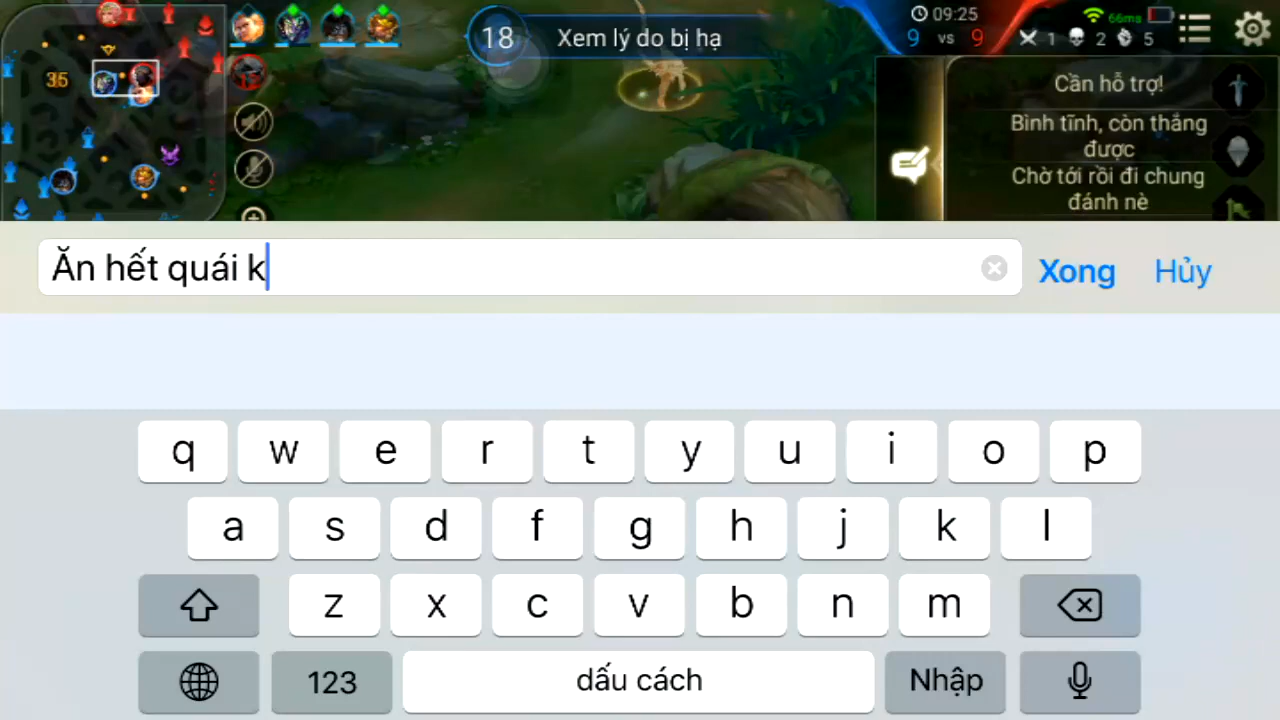 35
15
18
Xem lý do bị hạ
09:25
9 vs 9
66ms
1 2 5
Cần hỗ trợ!
Bình tĩnh, còn thắng
được
Chờ tới rồi đi chung
đánh nè
Ăn hết quái k
Xong
Hủy
q w e r t y u i o p
a s d f g h j k l
z x c v b n m
123
dấu cách
Nhập